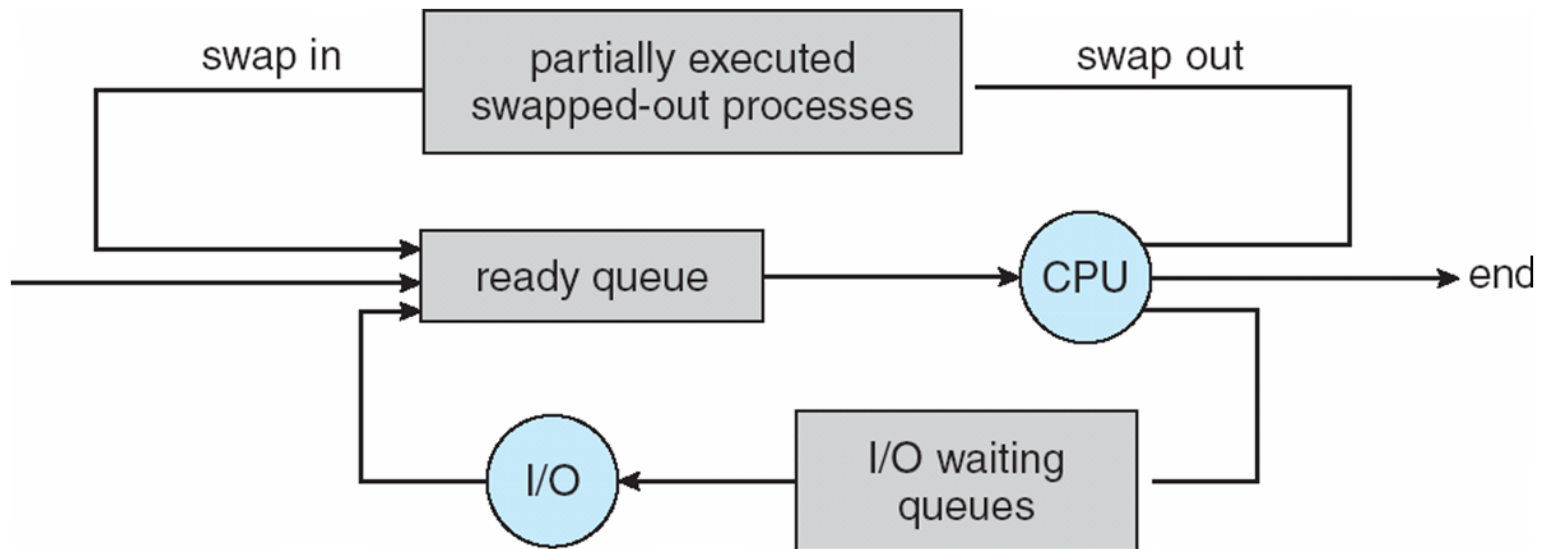 swap in
partially executed
swapped-out processes
swap out
ready queue
CPU
end
I/O
I/O waiting
queues